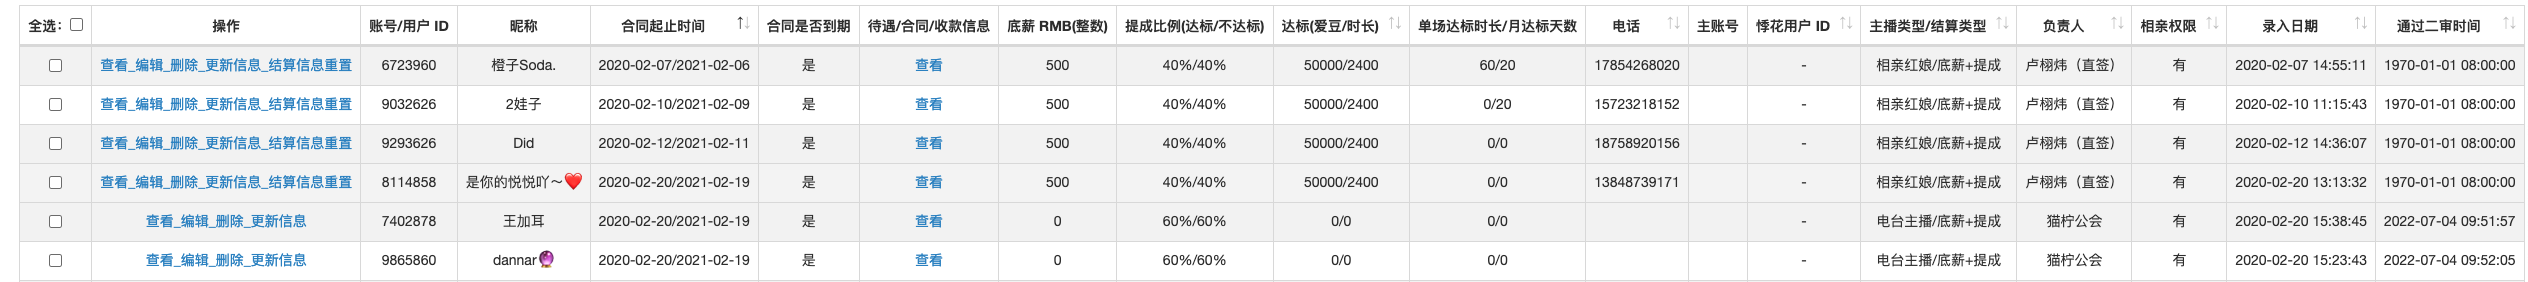 全选: 操作 账号/用户 ID 昵称 合同起止时间 合同是否到期 待遇/合同/收款信息 底薪 RMB(整数) 提成比例(达标/不达标) 达标(爱豆/时长) 单场达标时长/月达标天数 电话 主账号 悸花用户 ID 主播类型/结算类型 负责人 相亲权限 录入日期 通过二审时间
查看_编辑_删除_更新信息_结算信息重置 6723960 橙子Soda. 2020-02-07/2021-02-06 是 查看 500 40%/40% 50000/2400 60/20 17854268020 - 相亲红娘/底薪+提成 卢栩炜（直签） 有 2020-02-07 14:55:11 1970-01-01 08:00:00
查看_编辑_删除_更新信息_结算信息重置 9032626 2娃子 2020-02-10/2021-02-09 是 查看 500 40%/40% 50000/2400 0/20 15723218152 - 相亲红娘/底薪+提成 卢栩炜（直签） 有 2020-02-10 11:15:43 1970-01-01 08:00:00
查看_编辑_删除_更新信息_结算信息重置 9293626 Did 2020-02-12/2021-02-11 是 查看 500 40%/40% 50000/2400 0/0 18758920156 - 相亲红娘/底薪+提成 卢栩炜（直签） 有 2020-02-12 14:36:07 1970-01-01 08:00:00
查看_编辑_删除_更新信息_结算信息重置 8114858 是你的悦悦吖～❤️ 2020-02-20/2021-02-19 是 查看 500 40%/40% 50000/2400 0/0 13848739171 - 相亲红娘/底薪+提成 卢栩炜（直签） 有 2020-02-20 13:13:32 1970-01-01 08:00:00
查看_编辑_删除_更新信息 7402878 王加耳 2020-02-20/2021-02-19 是 查看 0 60%/60% 0/0 0/0 - 电台主播/底薪+提成 猫柠公会 有 2020-02-20 15:38:45 2022-07-04 09:51:57
查看_编辑_删除_更新信息 9865860 dannar🔮 2020-02-20/2021-02-19 是 查看 0 60%/60% 0/0 0/0 - 电台主播/底薪+提成 猫柠公会 有 2020-02-20 15:23:43 2022-07-04 09:52:05